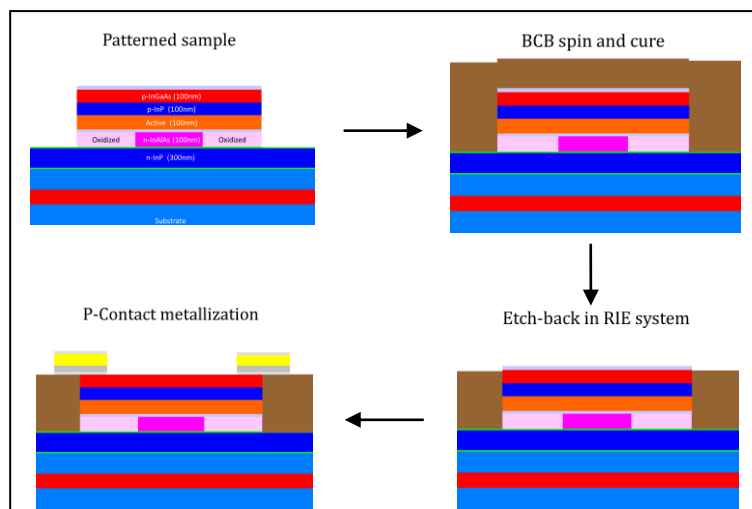 Patterned sample
BCB spin and cure
p-InGaAs (100nm)
p-InP (100nm)
Active (100nm)
Oxidized
n-InAlAs (100nm)
Oxidized
n-InP (300nm)
Substrate
P-Contact metallization
Etch-back in RIE system